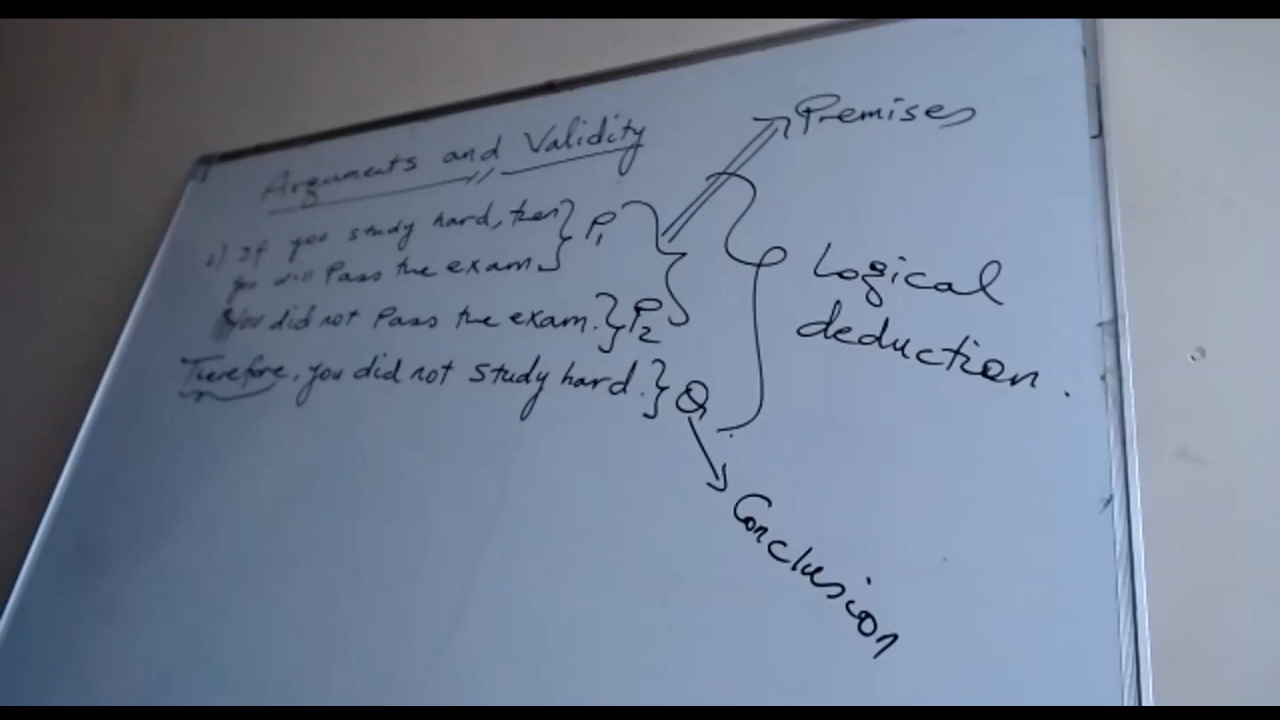 Arguments and Validity
If you study hard, then } P1
you will Pass the exam.
You did not Pass the exam. } P2
Therefore, you did not study hard. } Q
Premises
Logical
deduction.
Conclusion